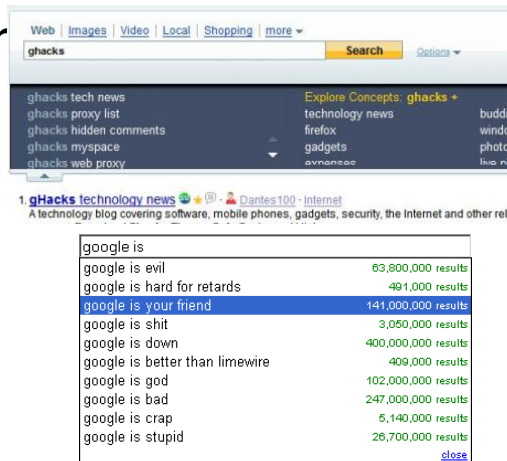 Web | Images | Video | Local | Shopping | more
ghacks Search Options
ghacks tech news Explore Concepts: ghacks +
ghacks proxy list technology news
ghacks hidden comments firefox
ghacks myspace gadgets
ghacks web proxy expenses
1. gHacks technology news - Dantes100 - Internet
A technology blog covering software, mobile phones, gadgets, security, the Internet and other
google is
google is evil 63,800,000 results
google is hard for retards 491,000 results
google is your friend 141,000,000 results
google is shit 3,050,000 results
google is down 400,000,000 results
google is better than limewire 409,000 results
google is god 102,000,000 results
google is bad 247,000,000 results
google is crap 5,140,000 results
google is stupid 26,700,000 results
close